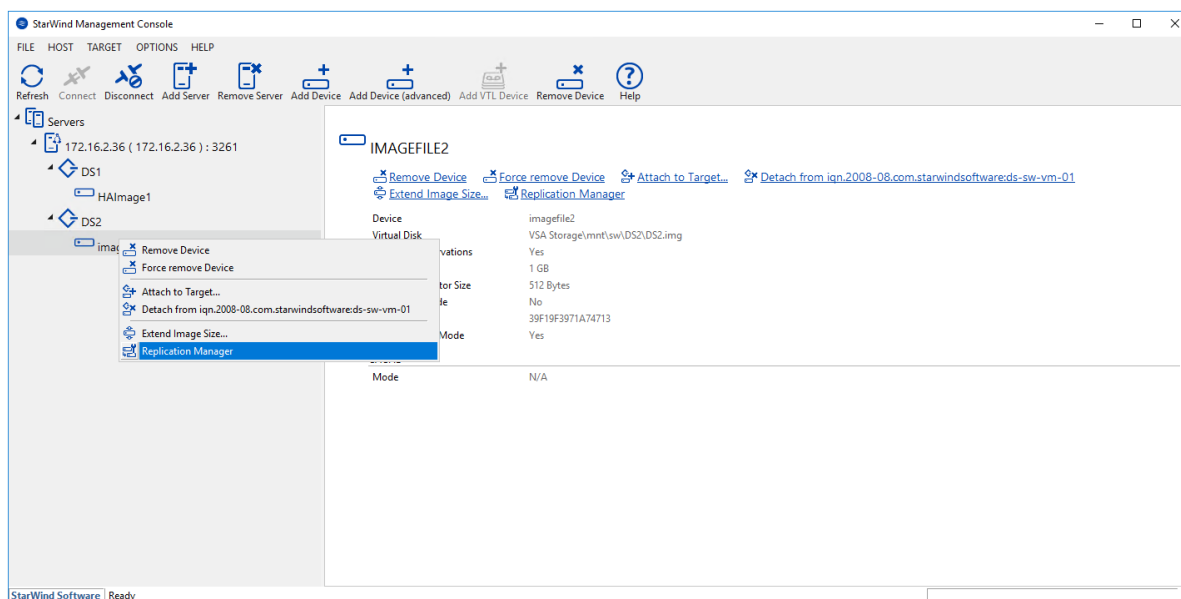 StarWind Management Console
FILE HOST TARGET OPTIONS HELP
Refresh Connect Disconnect Add Server Remove Server Add Device Add Device (advanced) Add VTL Device Remove Device Help
Servers
172.16.2.36 ( 172.16.2.36 ) : 3261
DS1
HAImage1
DS2
Remove Device
Force remove Device
Attach to Target...
Detach from iqn.2008-08.com.starwindsoftware:ds-sw-vm-01
Extend Image Size...
Replication Manager
IMAGEFILE2
Remove Device Force remove Device Attach to Target... Detach from iqn.2008-08.com.starwindsoftware:ds-sw-vm-01
Extend Image Size... Replication Manager
Device imagefile2
Virtual Disk VSA Storage\mnt\sw\DS2\DS2.img
Yes
1 GB
Size 512 Bytes
No
39F19F3971A74713
Mode Yes
Mode N/A
StarWind Software Ready